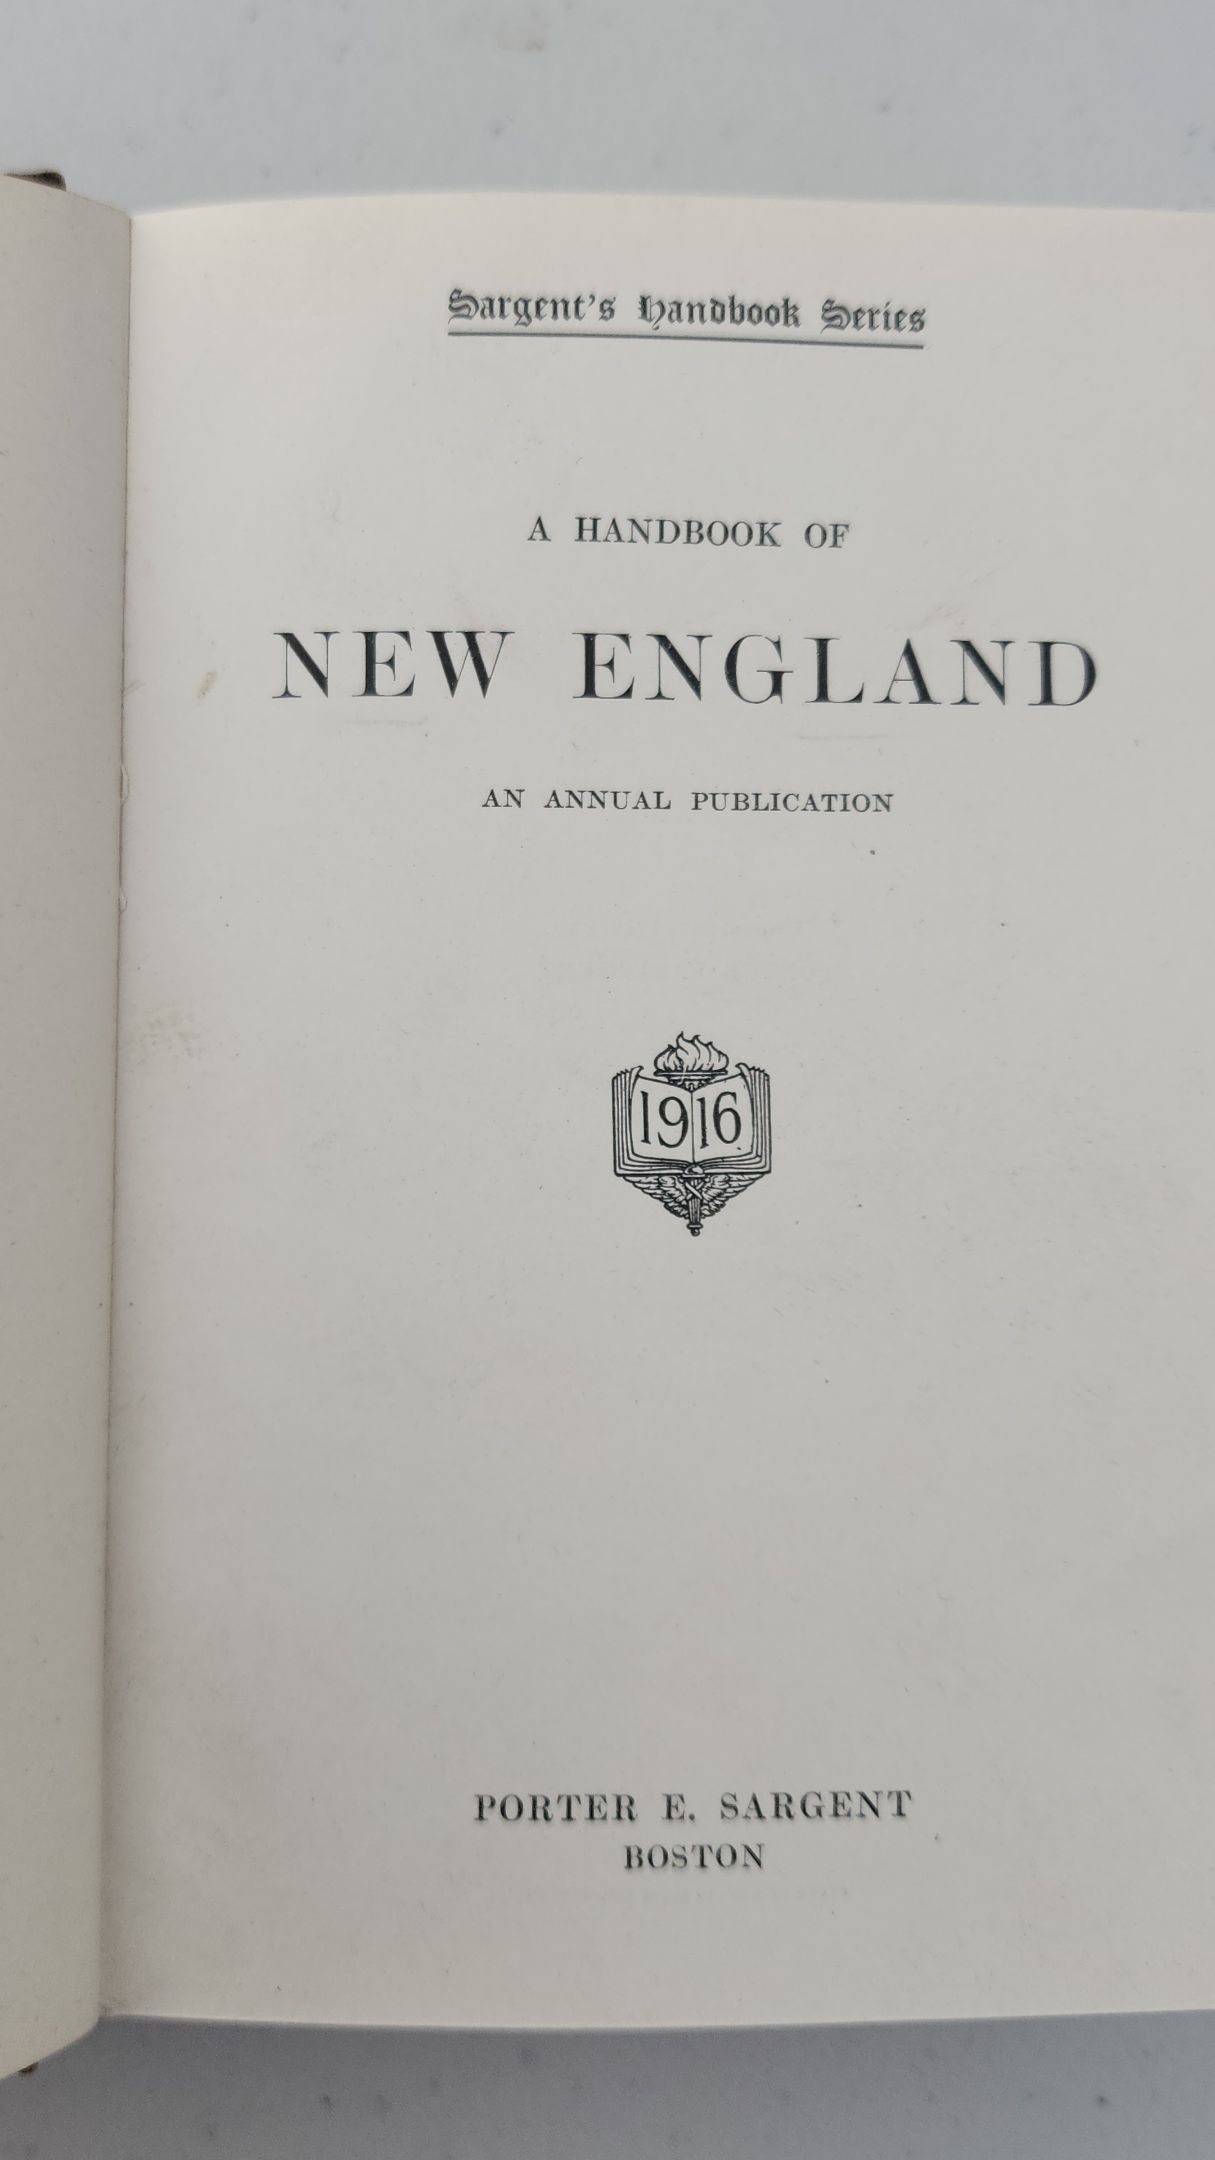 Sargent's Handbook Series
A HANDBOOK OF
NEW ENGLAND
AN ANNUAL PUBLICATION
1916
PORTER E. SARGENT
BOSTON